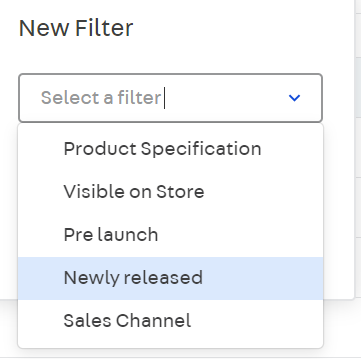 New Filter
Select a filter
Product Specification
Visible on Store
Pre launch
Newly released
Sales Channel